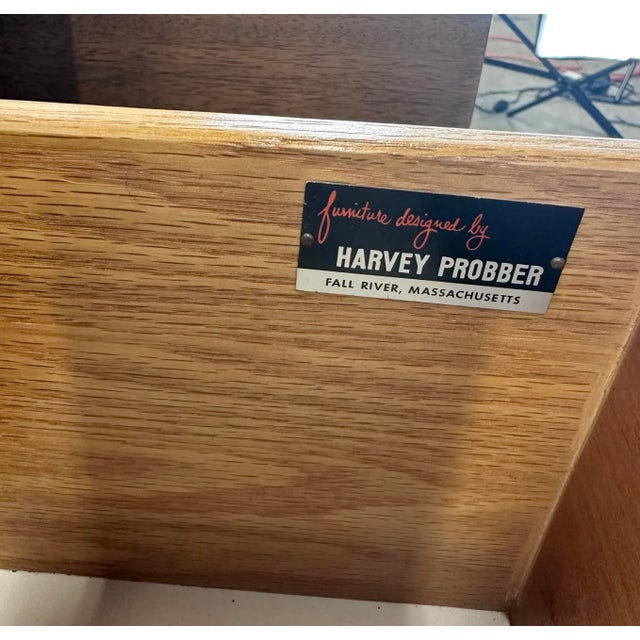 furniture designed by
HARVEY PROBBER
FALL RIVER, MASSACHUSETTS